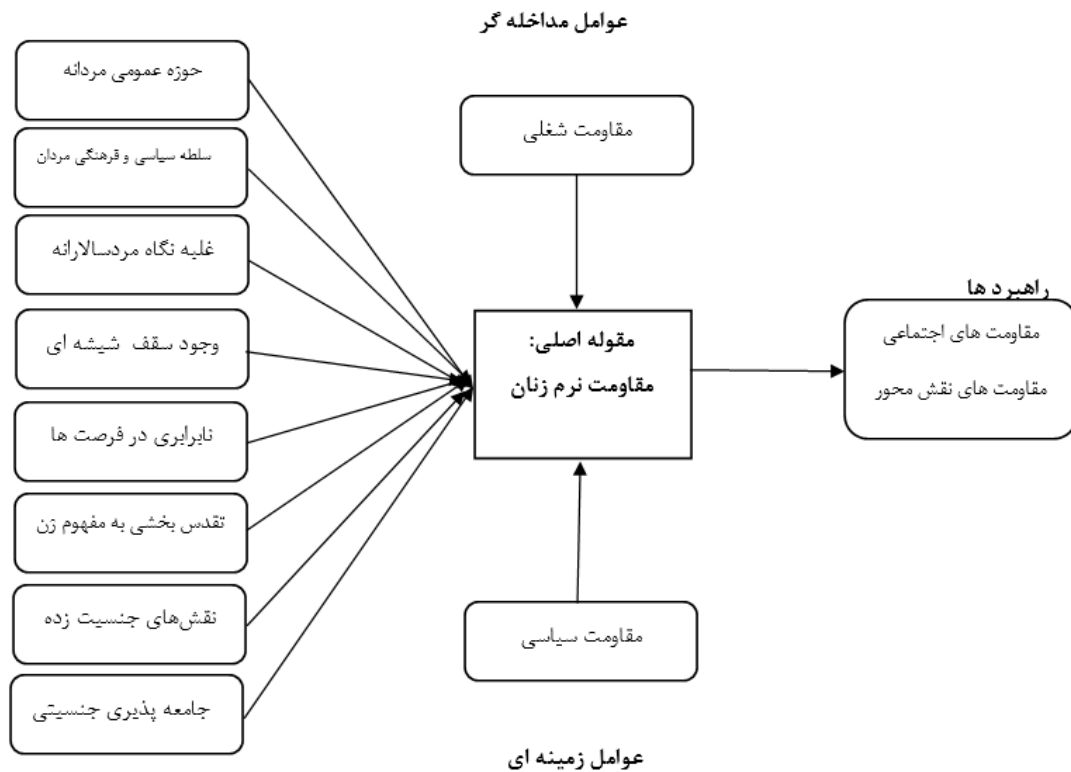 عوامل مداخله گر
حوزه عمومی مردانه
سلطه سیاسی و فرهنگی مردان
غلبه نگاه مردسالارانه
وجود سقف شیشه ای
نابرابری در فرصت ها
تقدس بخشی به مفهوم زن
نقش‌های جنسیت زده
جامعه پذیری جنسیتی
مقاومت شغلی
مقوله اصلی:
مقاومت نرم زنان
مقاومت سیاسی
راهبرد ها
مقاومت های اجتماعی
مقاومت های نقش محور
عوامل زمینه ای